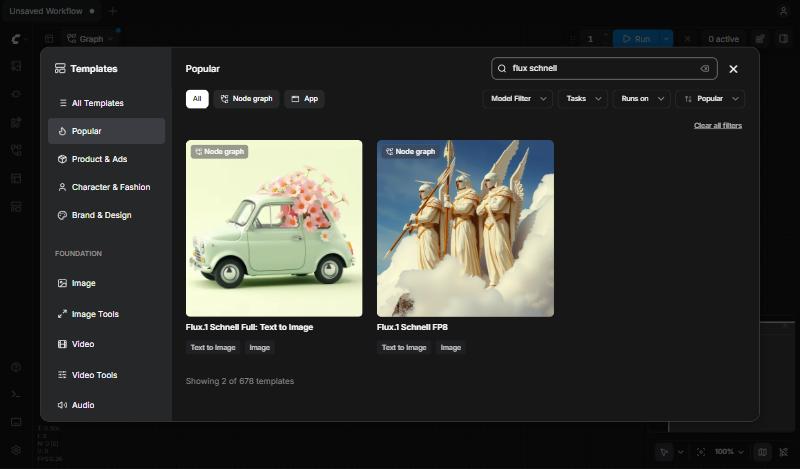 Unsaved Workflow
Graph
1
Run
0 active
Templates
All Templates
Popular
Product & Ads
Character & Fashion
Brand & Design
FOUNDATION
Image
Image Tools
Video
Video Tools
Audio
Popular
flux schnell
All
Node graph
App
Model Filter
Tasks
Runs on
Popular
Clear all filters
Node graph
Flux.1 Schnell Full: Text to Image
Text to Image
Image
Node graph
Flux.1 Schnell FP8
Text to Image
Image
Showing 2 of 678 templates
100%